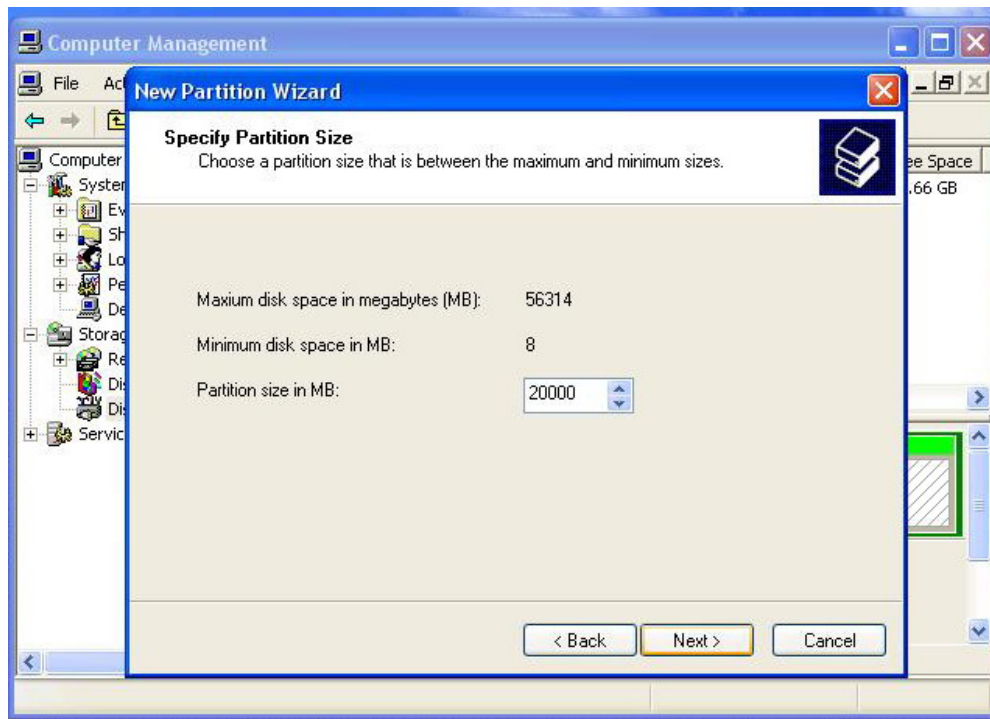 Computer Management
File Ac
New Partition Wizard
Specify Partition Size
Choose a partition size that is between the maximum and minimum sizes.
Computer
ee Space
System
.66 GB
Ev
Sh
Lo
Pe
De
Storag
Re
Di
Di
Servic
Maxium disk space in megabytes (MB): 56314
Minimum disk space in MB: 8
Partition size in MB: 20000
< Back
Next >
Cancel